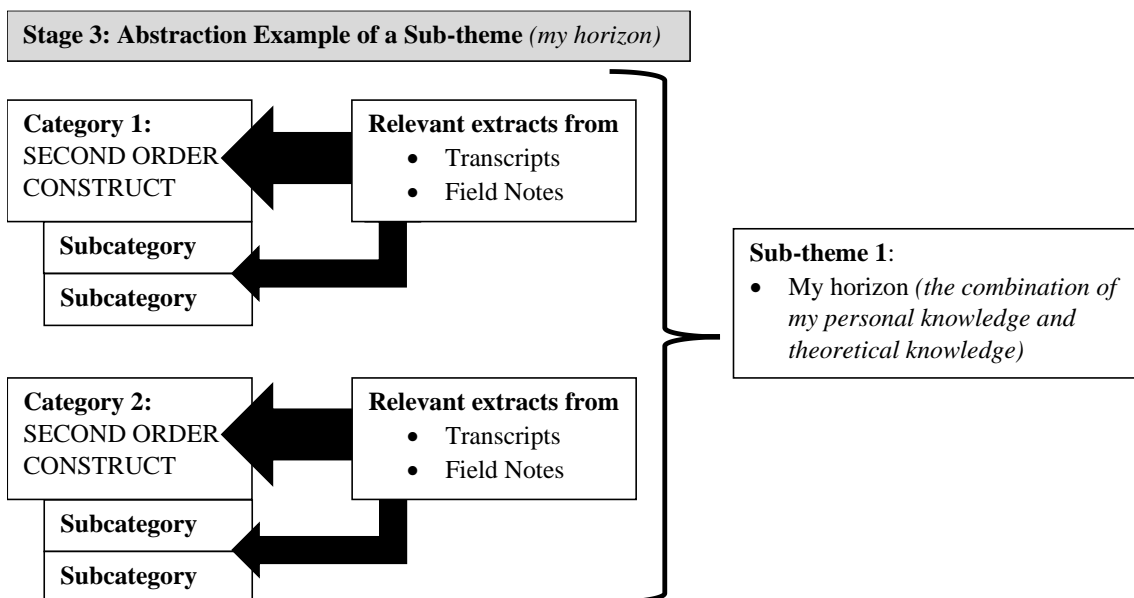 Stage 3: Abstraction Example of a Sub-theme (my horizon)
Category 1:
SECOND ORDER
CONSTRUCT
Subcategory
Subcategory
Relevant extracts from
• Transcripts
• Field Notes
Category 2:
SECOND ORDER
CONSTRUCT
Subcategory
Subcategory
Relevant extracts from
• Transcripts
• Field Notes
Sub-theme 1:
• My horizon (the combination of
my personal knowledge and
theoretical knowledge)